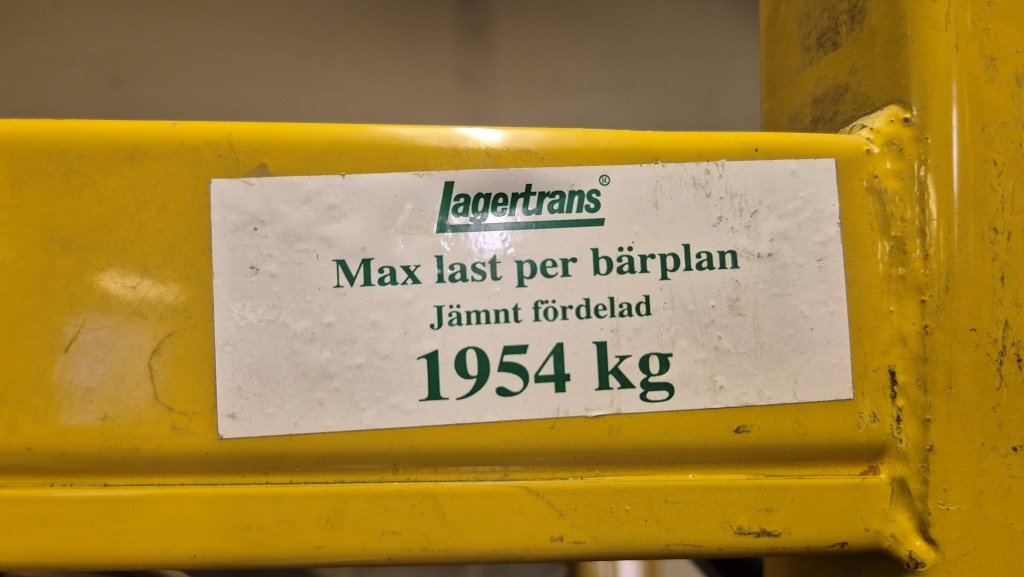 Lagertrans®
Max last per bärplan
Jämnt fördelad
1954 kg